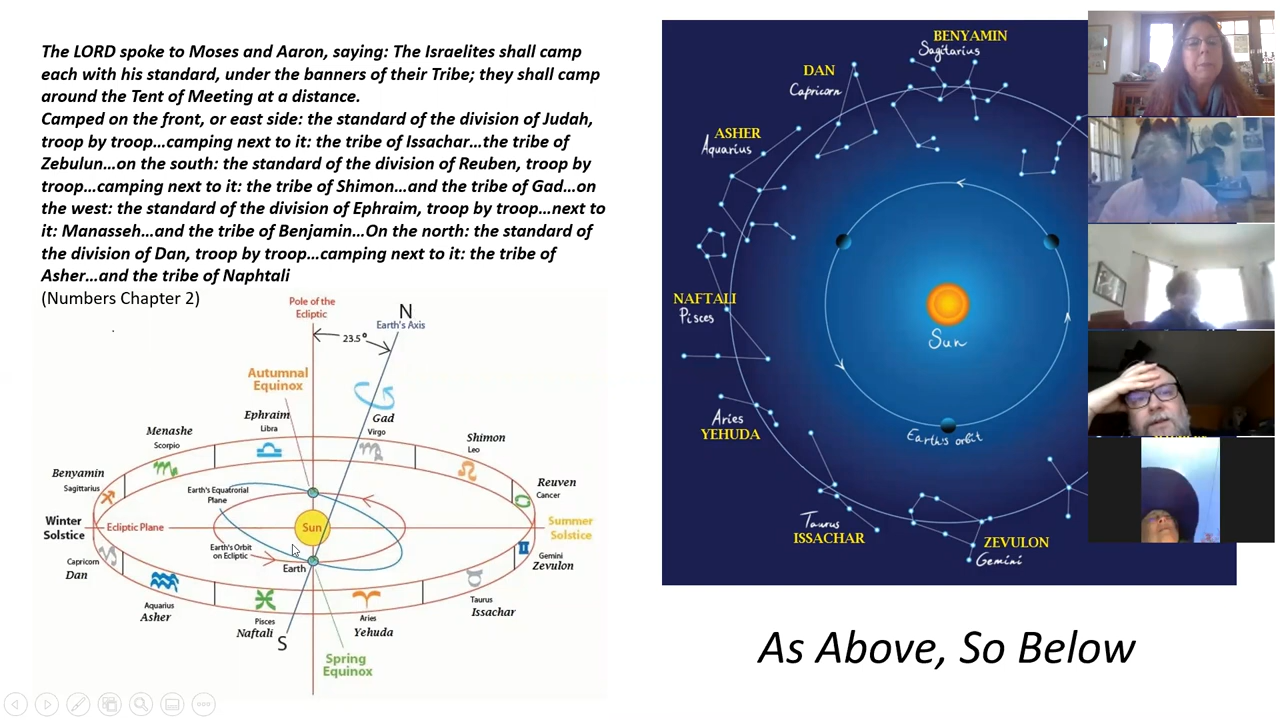 The LORD spoke to Moses and Aaron, saying: The Israelites shall camp
each with his standard, under the banners of their Tribe; they shall camp
around the Tent of Meeting at a distance.
Camped on the front, or east side: the standard of the division of Judah,
troop by troop...camping next to it: the tribe of Issachar...the tribe of
Zebulun...on the south: the standard of the division of Reuben, troop by
troop...camping next to it: the tribe of Shimon...and the tribe of Gad...on
the west: the standard of the division of Ephraim, troop by troop...next to
it: Manasseh...and the tribe of Benjamin...On the north: the standard of
the division of Dan, troop by troop...camping next to it: the tribe of
Asher...and the tribe of Naphtali
(Numbers Chapter 2)
Pole of the
Ecliptic
N
Earth's Axis
23.5°
Autumnal
Equinox
Ephraim
Libra
Gad
Virgo
Menashe
Scorpio
Shimon
Leo
Benyamin
Sagittarius
Reuven
Cancer
Earth's Equatorial
Plane
Winter
Solstice
Ecliptic Plane
Sun
Summer
Solstice
Earth's Orbit
on Ecliptic
Earth
Capricorn
Dan
Gemini
Zevulon
Aquarius
Asher
Pisces
Naftali
Aries
Yehuda
Taurus
Issachar
S
Spring
Equinox
BENYAMIN
Sagitarius
DAN
Capricorn
ASHER
Aquarius
NAFTALI
Pisces
Sun
Aries
YEHUDA
Earth's orbit
Taurus
ISSACHAR
ZEVULON
Gemini
As Above, So Below